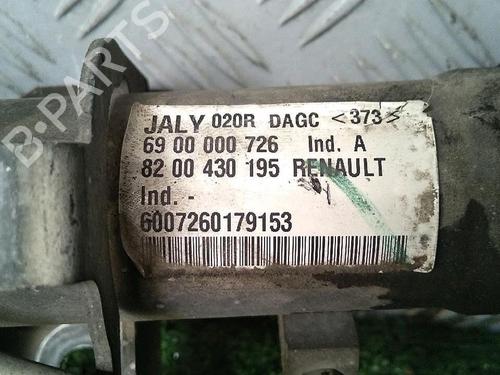 B-PARTS
JALY 020R DAGC <373>
69 00 000 726 Ind. A
82 00 430 195 RENAULT
Ind. -
6007260179153